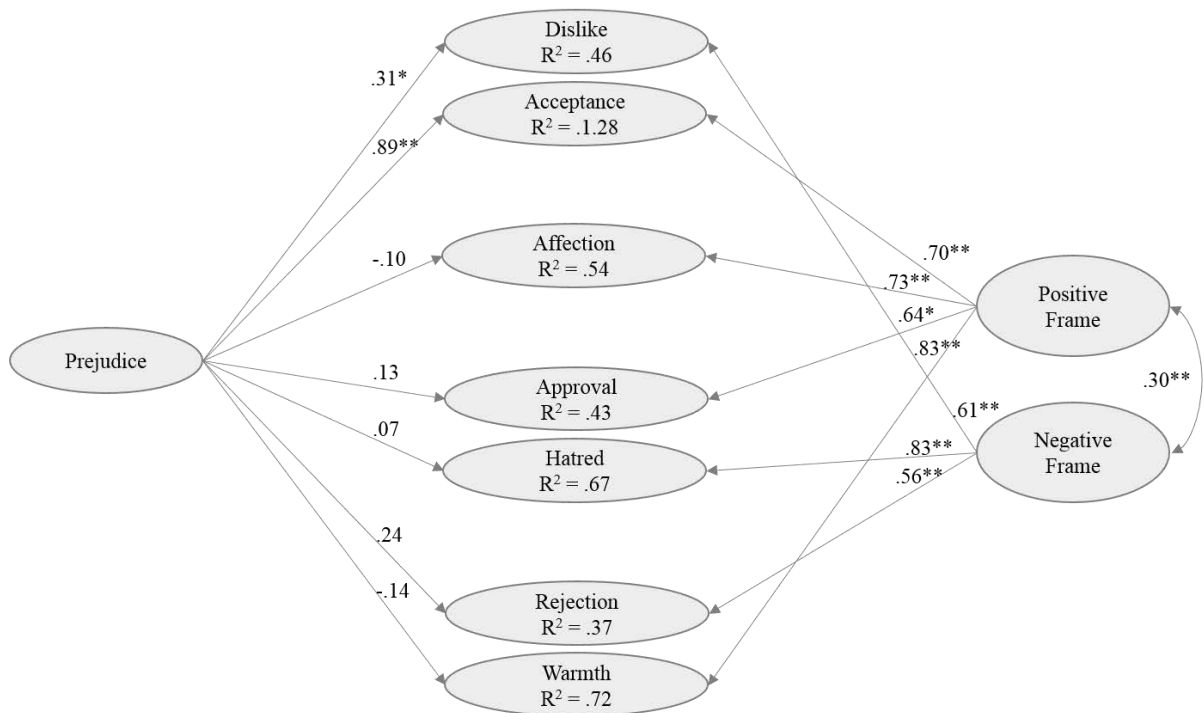 Dislike
R² = .46
.31*
Acceptance
R² = .1.28
.89**
Affection
R² = .54
-.10
.70**
.73**
Positive
Frame
.64*
.83**
Prejudice
.13
Approval
R² = .43
.30**
.07
.61**
Hatred
R² = .67
.83**
.56**
Negative
Frame
.24
-.14
Rejection
R² = .37
Warmth
R² = .72